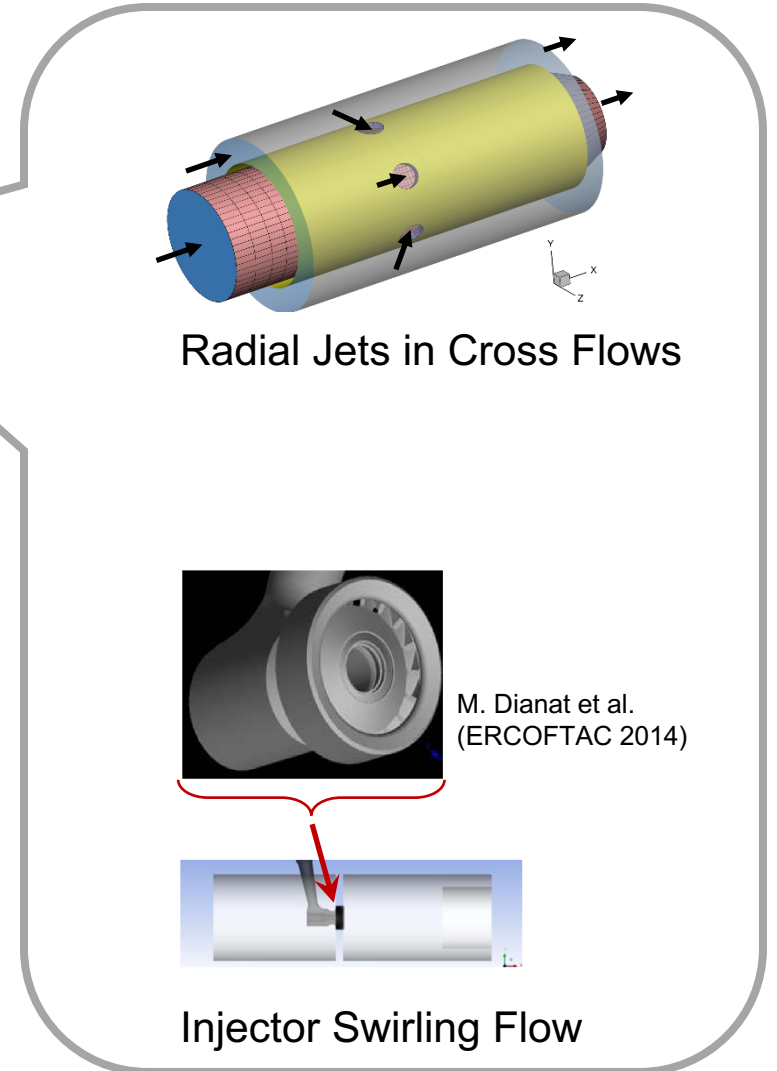 Y
X
Z
Radial Jets in Cross Flows
M. Dianat et al.
(ERCOFTAC 2014)
Injector Swirling Flow